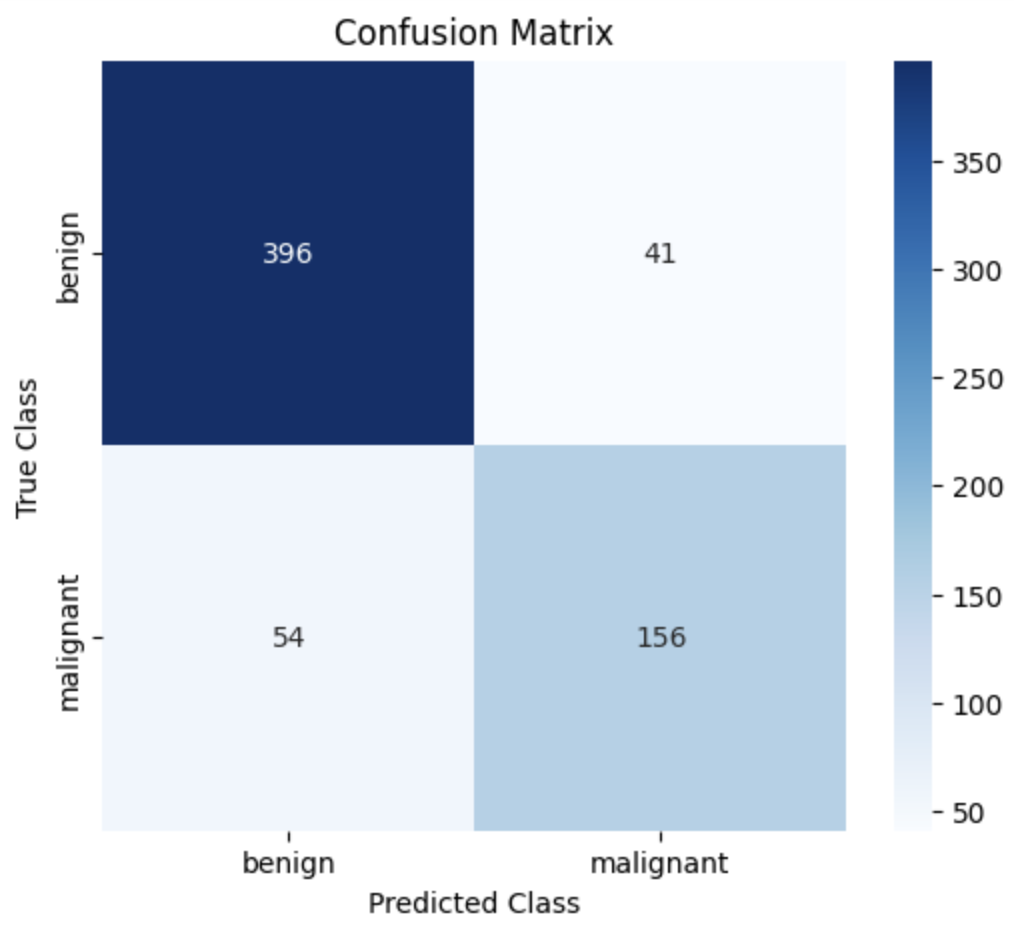 Confusion Matrix
True Class
benign
malignant
396
41
54
156
benign
malignant
Predicted Class
350
300
250
200
150
100
50